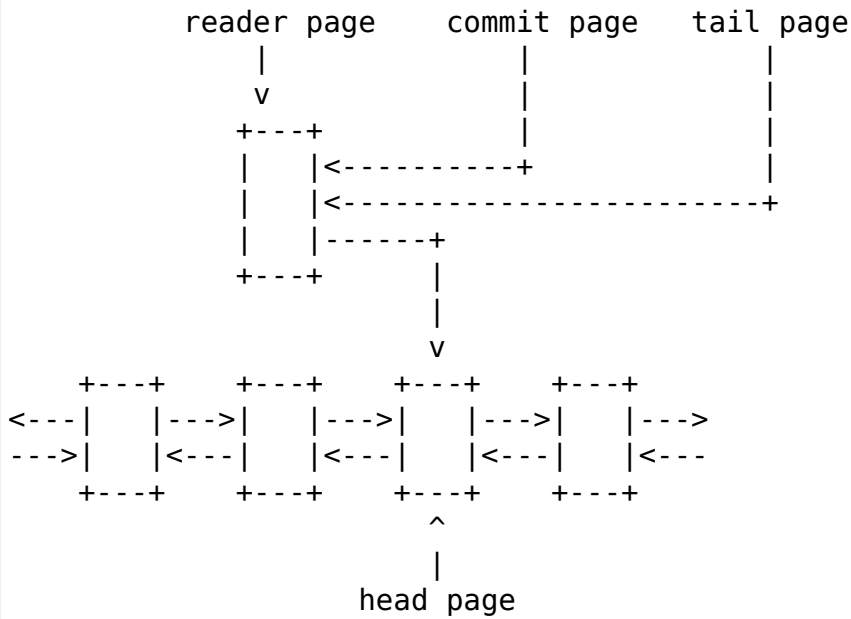 reader page    commit page   tail page
              |              |             |
              v              |             |
             +---+           |             |
             |   |<----------+             |
             |   |<------------------------+
             |   |------+
             +---+      |
                        |
                        v
    +---+    +---+    +---+    +---+
<---|   |--->|   |--->|   |--->|   |--->
--->|   |<---|   |<---|   |<---|   |<---
    +---+    +---+    +---+    +---+
                        ^
                        |
                    head page